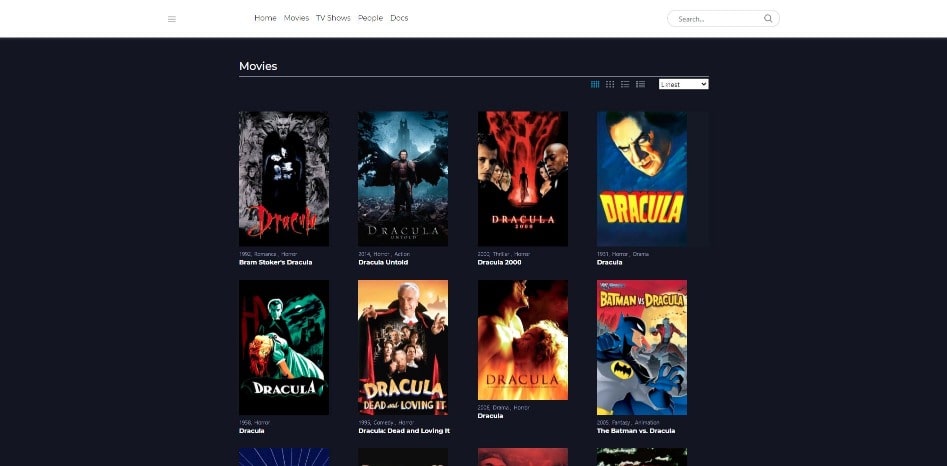 Home Movies TV Shows People Docs
Search...
Movies
Latest
Dracula
DRACULA
UNTOLD
DRACULA
2000
DRACULA
1992, Romance, Horror
Bram Stoker's Dracula
2014, Horror, Action
Dracula Untold
2000, Thriller, Horror
Dracula 2000
1931, Horror, Drama
Dracula
DRACULA
DRACULA
DEAD AND LOVING IT
DRACULA
BATMAN VS DRACULA
1958, Horror
Dracula
1995, Comedy, Horror
Dracula: Dead and Loving It
2006, Drama, Horror
Dracula
2005, Fantasy, Animation
The Batman vs. Dracula